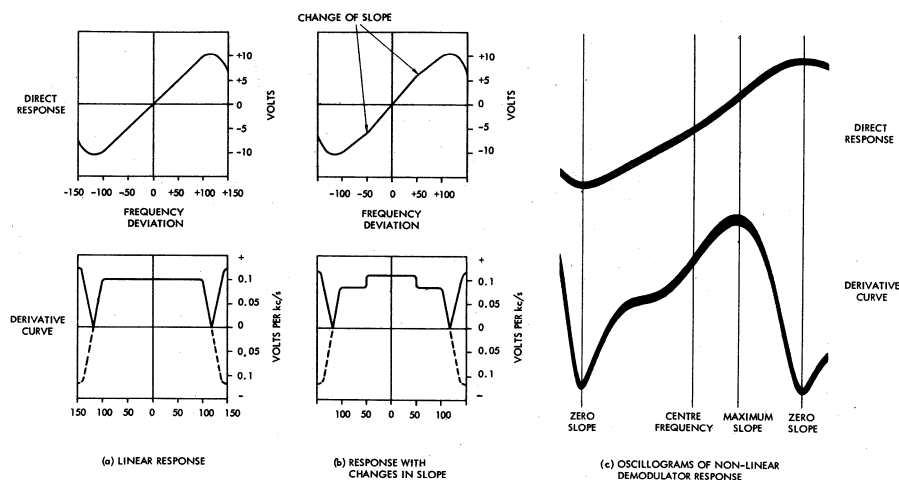 CHANGE OF SLOPE
DIRECT
RESPONSE
+10
+5
0
−5
−10
VOLTS
−150 −100 −50 0 +50 +100 +150
FREQUENCY
DEVIATION
+10
+5
0
−5
−10
VOLTS
−100 −50 0 +50 +100
FREQUENCY
DEVIATION
DIRECT
RESPONSE
DERIVATIVE
CURVE
+
0.1
0.05
0
0.05
0.1
−
VOLTS PER kc/s
150 100 50 0 50 100 150
+
0.1
0.05
0
0.05
0.1
−
VOLTS PER kc/s
150 100 50 0 50 100
DERIVATIVE
CURVE
ZERO
SLOPE
CENTRE
FREQUENCY
MAXIMUM
SLOPE
ZERO
SLOPE
(a) LINEAR RESPONSE
(b) RESPONSE WITH
CHANGES IN SLOPE
(c) OSCILLOGRAMS OF NON-LINEAR
DEMODULATOR RESPONSE